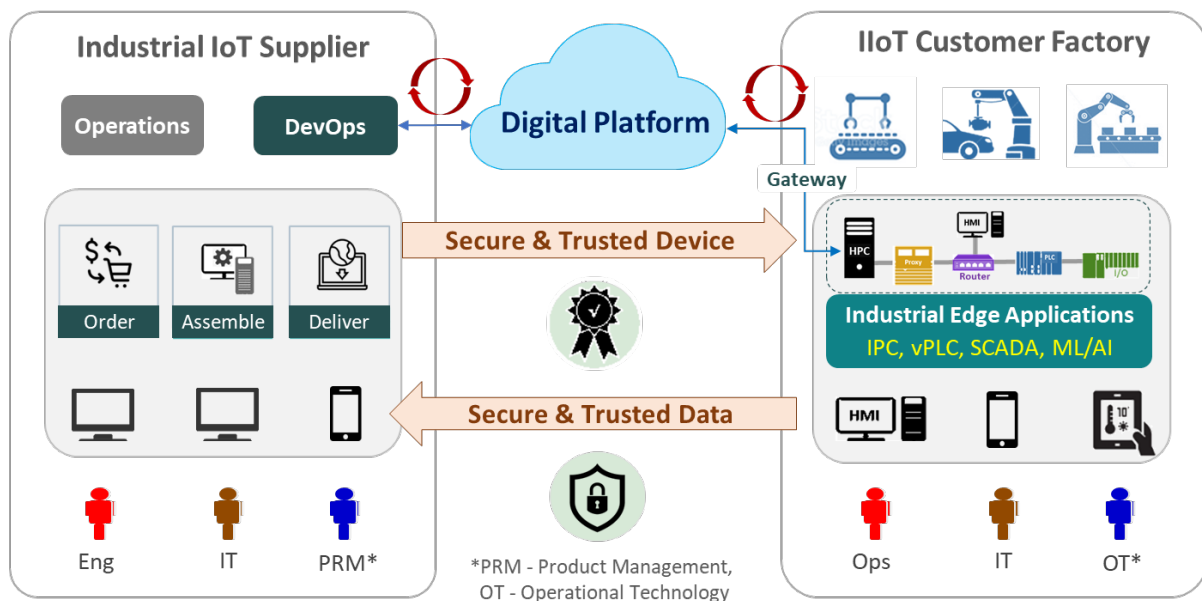 Industrial IoT Supplier
IIoT Customer Factory
Operations
DevOps
Digital Platform
Gateway
Order
Assemble
Deliver
Secure & Trusted Device
HMI
HPC
Proxy
Router
PLC
I/O
Industrial Edge Applications
IPC, vPLC, SCADA, ML/AI
Secure & Trusted Data
HMI
10°
Eng
IT
PRM*
Ops
IT
OT*
*PRM - Product Management,
OT - Operational Technology